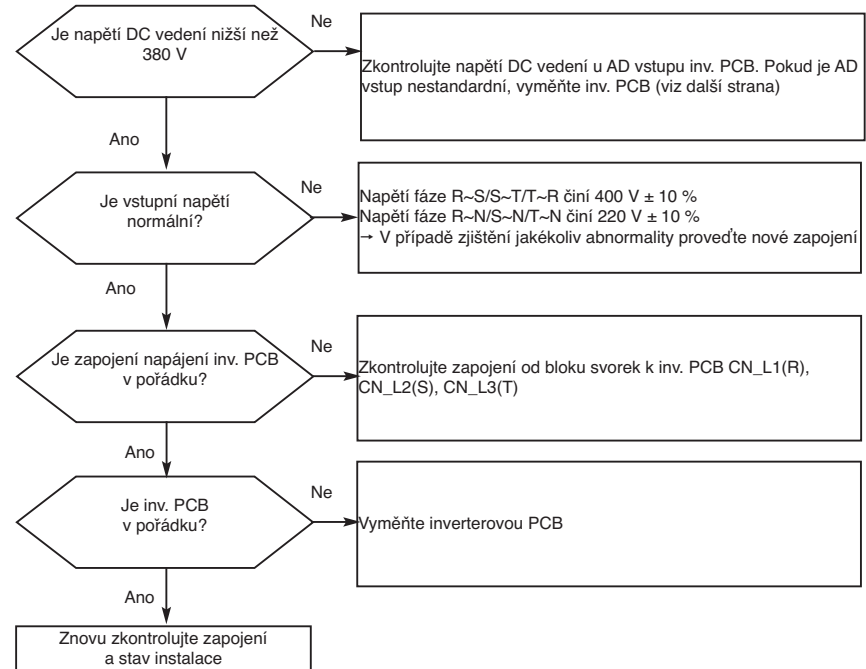 Je napětí DC vedení nižší než
380 V
Ne
Zkontrolujte napětí DC vedení u AD vstupu inv. PCB. Pokud je AD
vstup nestandardní, vyměňte inv. PCB (viz další strana)
Ano
Je vstupní napětí
normální?
Ne
Napětí fáze R~S/S~T/T~R činí 400 V ± 10 %
Napětí fáze R~N/S~N/T~N činí 220 V ± 10 %
→ V případě zjištění jakékoliv abnormality proveďte nové zapojení
Ano
Je zapojení napájení inv. PCB
v pořádku?
Ne
Zkontrolujte zapojení od bloku svorek k inv. PCB CN_L1(R),
CN_L2(S), CN_L3(T)
Ano
Je inv. PCB
v pořádku?
Ne
Vyměňte inverterovou PCB
Ano
Znovu zkontrolujte zapojení
a stav instalace